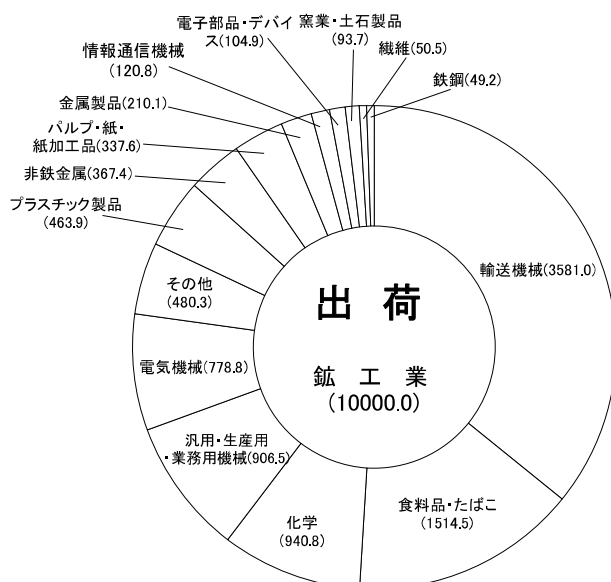 電子部品・デバイ
ス(104.9)
窯業・土石製品
(93.7)
繊維(50.5)
鉄鋼(49.2)
情報通信機械
(120.8)
金属製品(210.1)
パルプ・紙・
紙加工品(337.6)
非鉄金属(367.4)
プラスチック製品
(463.9)
その他
(480.3)
電気機械(778.8)
汎用・生産用
・業務用機械(906.5)
化学
(940.8)
食料品・たばこ
(1514.5)
輸送機械(3581.0)
出 荷
鉱 工 業
(10000.0)